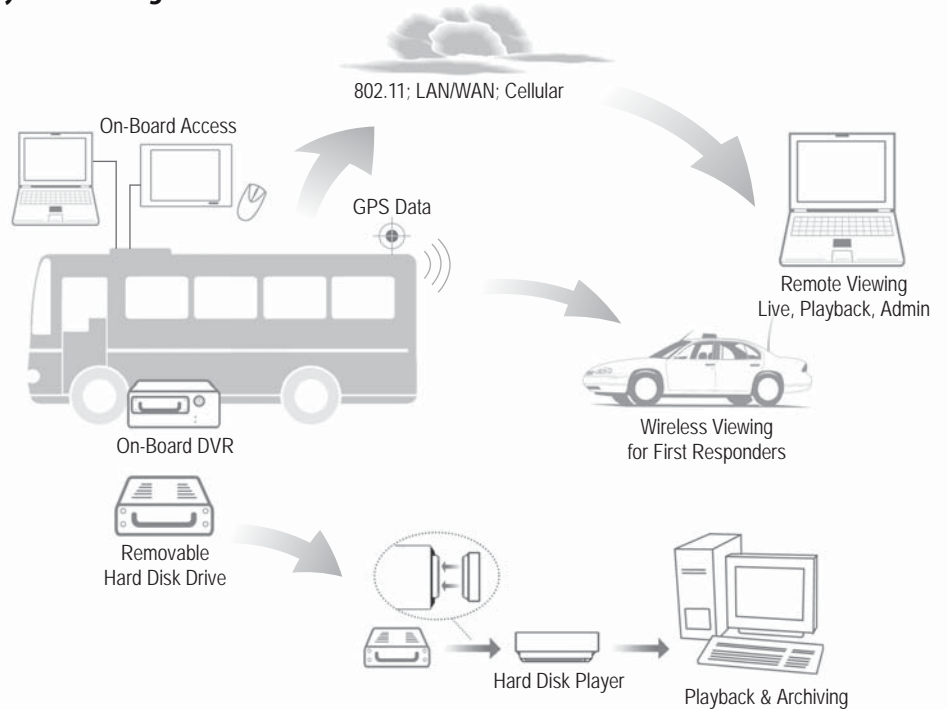 802.11; LAN/WAN; Cellular
On-Board Access
GPS Data
Remote Viewing
Live, Playback, Admin
On-Board DVR
Wireless Viewing
for First Responders
Removable
Hard Disk Drive
Hard Disk Player
Playback & Archiving